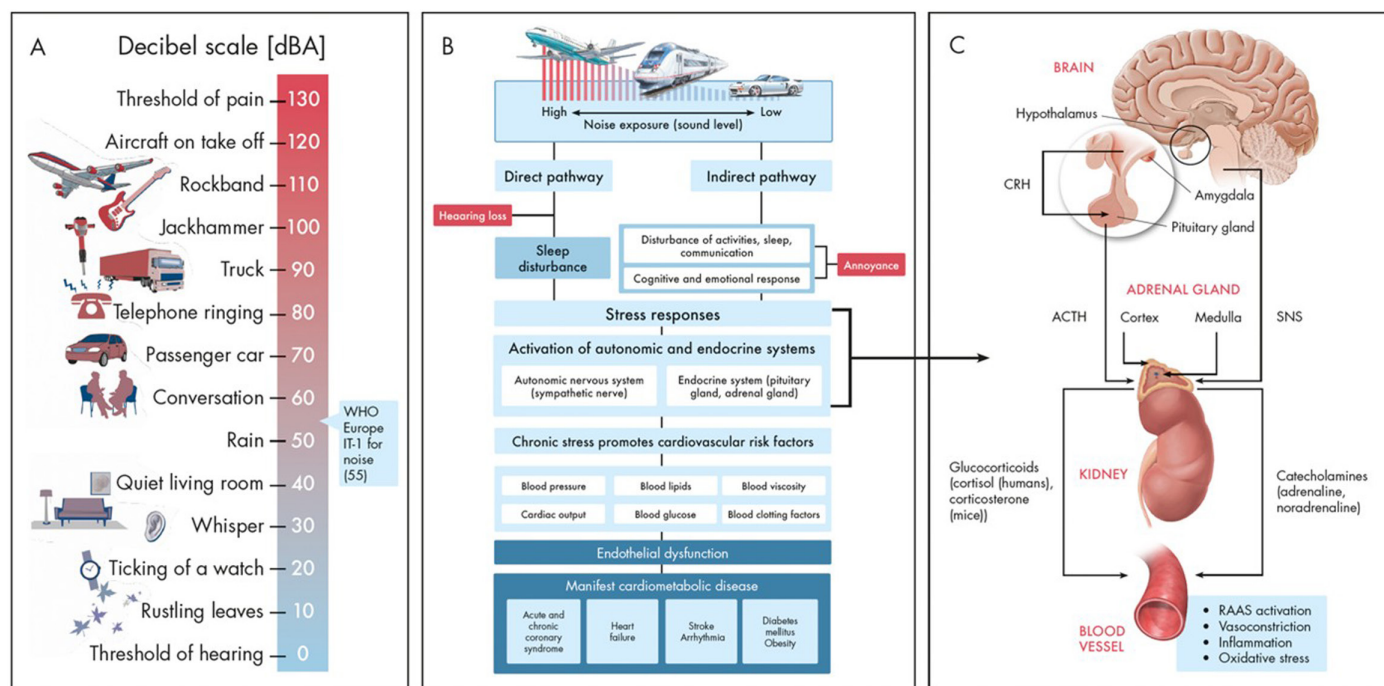 A
Decibel scale [dBA]
Threshold of pain 130
Aircraft on take off 120
Rockband 110
Jackhammer 100
Truck 90
Telephone ringing 80
Passenger car 70
Conversation 60
WHO
Europe
IT-1 for
noise
(55)
Rain 50
Quiet living room 40
Whisper 30
Ticking of a watch 20
Rustling leaves 10
Threshold of hearing 0
B
High Low
Noise exposure (sound level)
Direct pathway
Indirect pathway
Heaaring loss
Sleep
disturbance
Disturbance of activities, sleep,
communication
Cognitive and emotional response
Annoyance
Stress responses
Activation of autonomic and endocrine systems
Autonomic nervous system
(sympathetic nerve)
Endocrine system (pituitary
gland, adrenal gland)
Chronic stress promotes cardiovascular risk factors
Blood pressure
Blood lipids
Blood viscosity
Cardiac output
Blood glucose
Blood clotting factors
Endothelial dysfunction
Manifest cardiometabolic disease
Acute and
chronic
coronary
syndrome
Heart
failure
Stroke
Arrhythmia
Diabetes
mellitus
Obesity
C
BRAIN
Hypothalamus
CRH
Amygdala
Pituitary gland
ADRENAL GLAND
ACTH
Cortex
Medulla
SNS
Glucocorticoids
(cortisol (humans),
corticosterone
(mice))
KIDNEY
Catecholamines
(adrenaline,
noradrenaline)
BLOOD
VESSEL
• RAAS activation
• Vasoconstriction
• Inflammation
• Oxidative stress